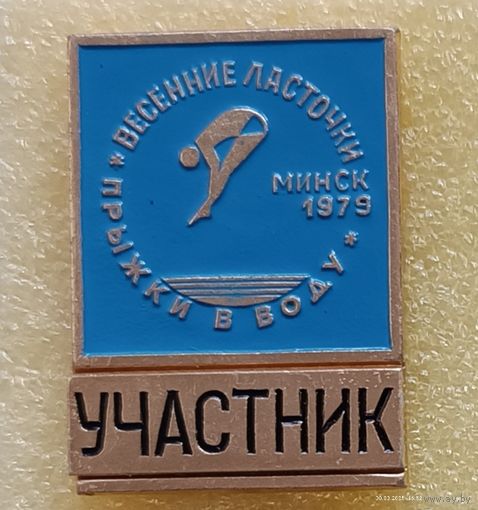 * ВЕСЕННИЕ ЛАСТОЧКИ *
МИНСК
1979
ПРЫЖКИ В ВОДУ
УЧАСТНИК